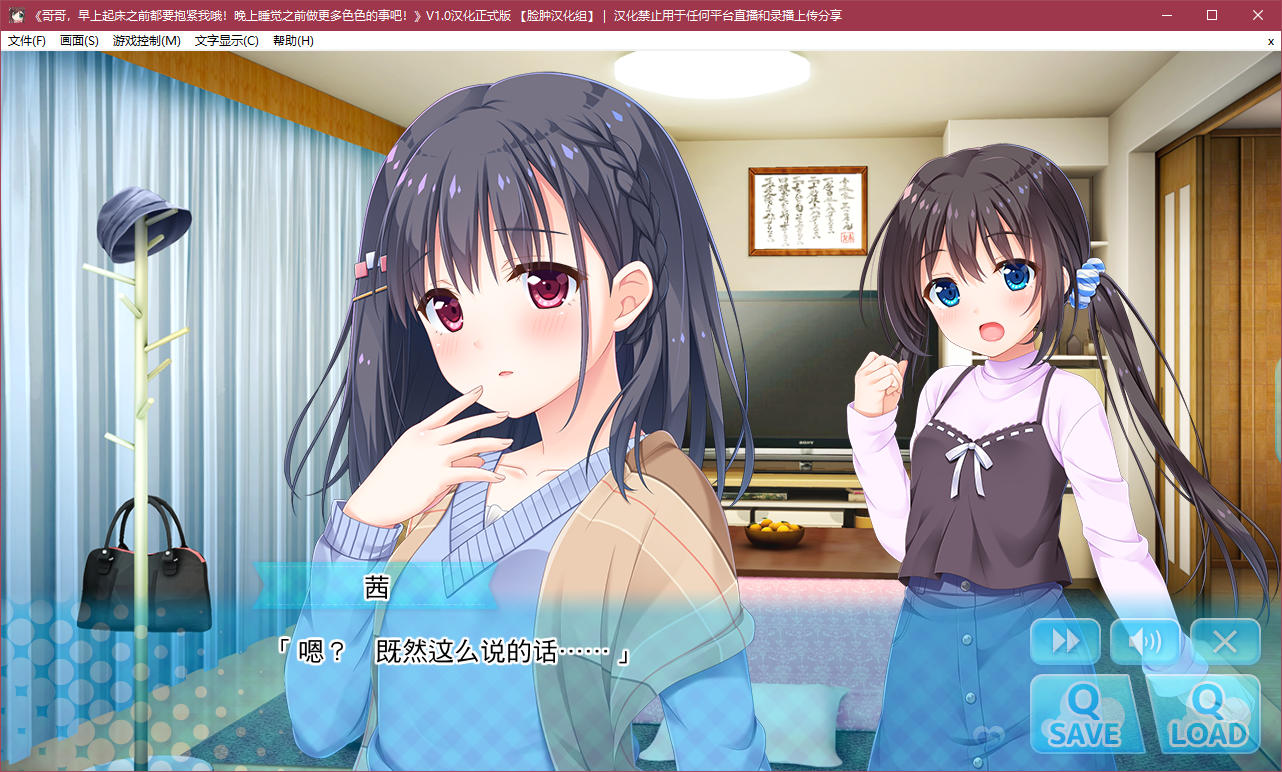 《哥哥，早上起床之前都要抱紧我哦！晚上睡觉之前做更多色色的事吧！》V1.0汉化正式版 【脸肿汉化组】 | 汉化禁止用于任何平台直播和录播上传分享
文件(F) 画面(S) 游戏控制(M) 文字显示(C) 帮助(H) x
SONY
茜
「嗯？ 既然这么说的话……」
Q SAVE
Q LOAD